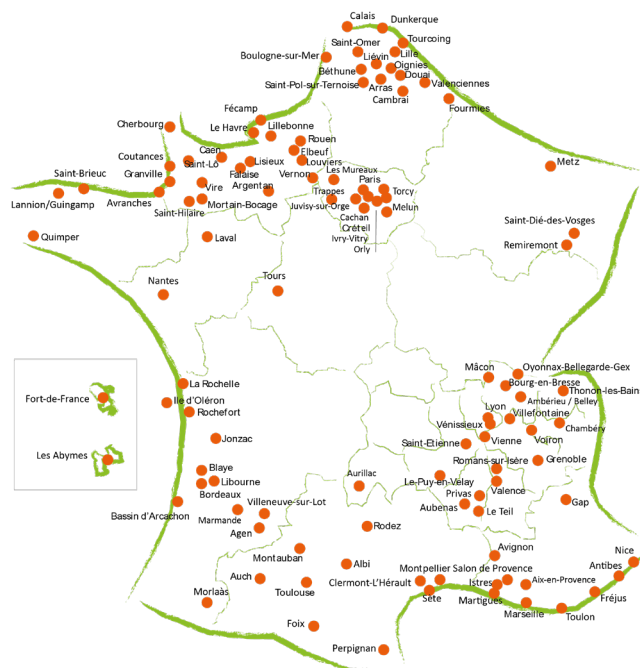 Calais
Dunkerque
Tourcoing
Saint-Omer
Lille
Liévin
Oignies
Boulogne-sur-Mer
Béthune
Douai
Saint-Pol-sur-Ternoise
Valenciennes
Arras
Cambrai
Fourmies
Fécamp
Cherbourg
Le Havre
Lillebonne
Rouen
Elbeuf
Caen
Coutances
Saint-Lô
Lisieux
Louviers
Metz
Falaise
Les Mureaux
Saint-Brieuc
Granville
Vernon
Paris
Vire
Argentan
Trappes
Torcy
Lannion/Guingamp
Avranches
Mortain-Bocage
Juvisy-sur-Orge
Melun
Saint-Hilaire
Cachan
Créteil
Saint-Dié-des-Vosges
Quimper
Laval
Ivry-Vitry
Remiremont
Orly
Nantes
Tours
Mâcon
Oyonnax-Bellegarde-Gex
La Rochelle
Bourg-en-Bresse
Thonon-les-Bains
Fort-de-France
Ile d'Oléron
Ambérieu / Belley
Rochefort
Lyon
Villefontaine
Vénissieux
Chambéry
Jonzac
Saint-Etienne
Vienne
Voiron
Les Abymes
Blaye
Romans-sur-Isère
Grenoble
Libourne
Aurillac
Le-Puy-en-Velay
Valence
Bordeaux
Villeneuve-sur-Lot
Privas
Gap
Bassin d'Arcachon
Marmande
Aubenas
Le Teil
Agen
Rodez
Montauban
Avignon
Nice
Albi
Montpellier
Salon de Provence
Antibes
Auch
Toulouse
Clermont-L'Hérault
Istres
Aix-en-Provence
Morlaàs
Sète
Martigues
Fréjus
Marseille
Toulon
Foix
Perpignan